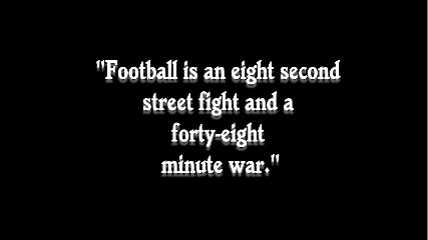 "Football is an eight second
street fight and a
forty-eight
minute war."